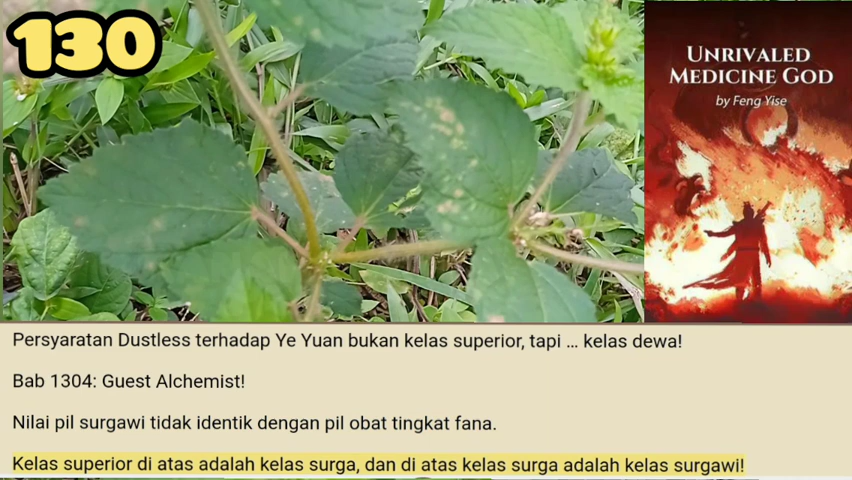 130
UNRIVALED
MEDICINE GOD
by Feng Yise
Persyaratan Dustless terhadap Ye Yuan bukan kelas superior, tapi ... kelas dewa!
Bab 1304: Guest Alchemist!
Nilai pil surgawi tidak identik dengan pil obat tingkat fana.
Kelas superior di atas adalah kelas surga, dan di atas kelas surga adalah kelas surgawi!